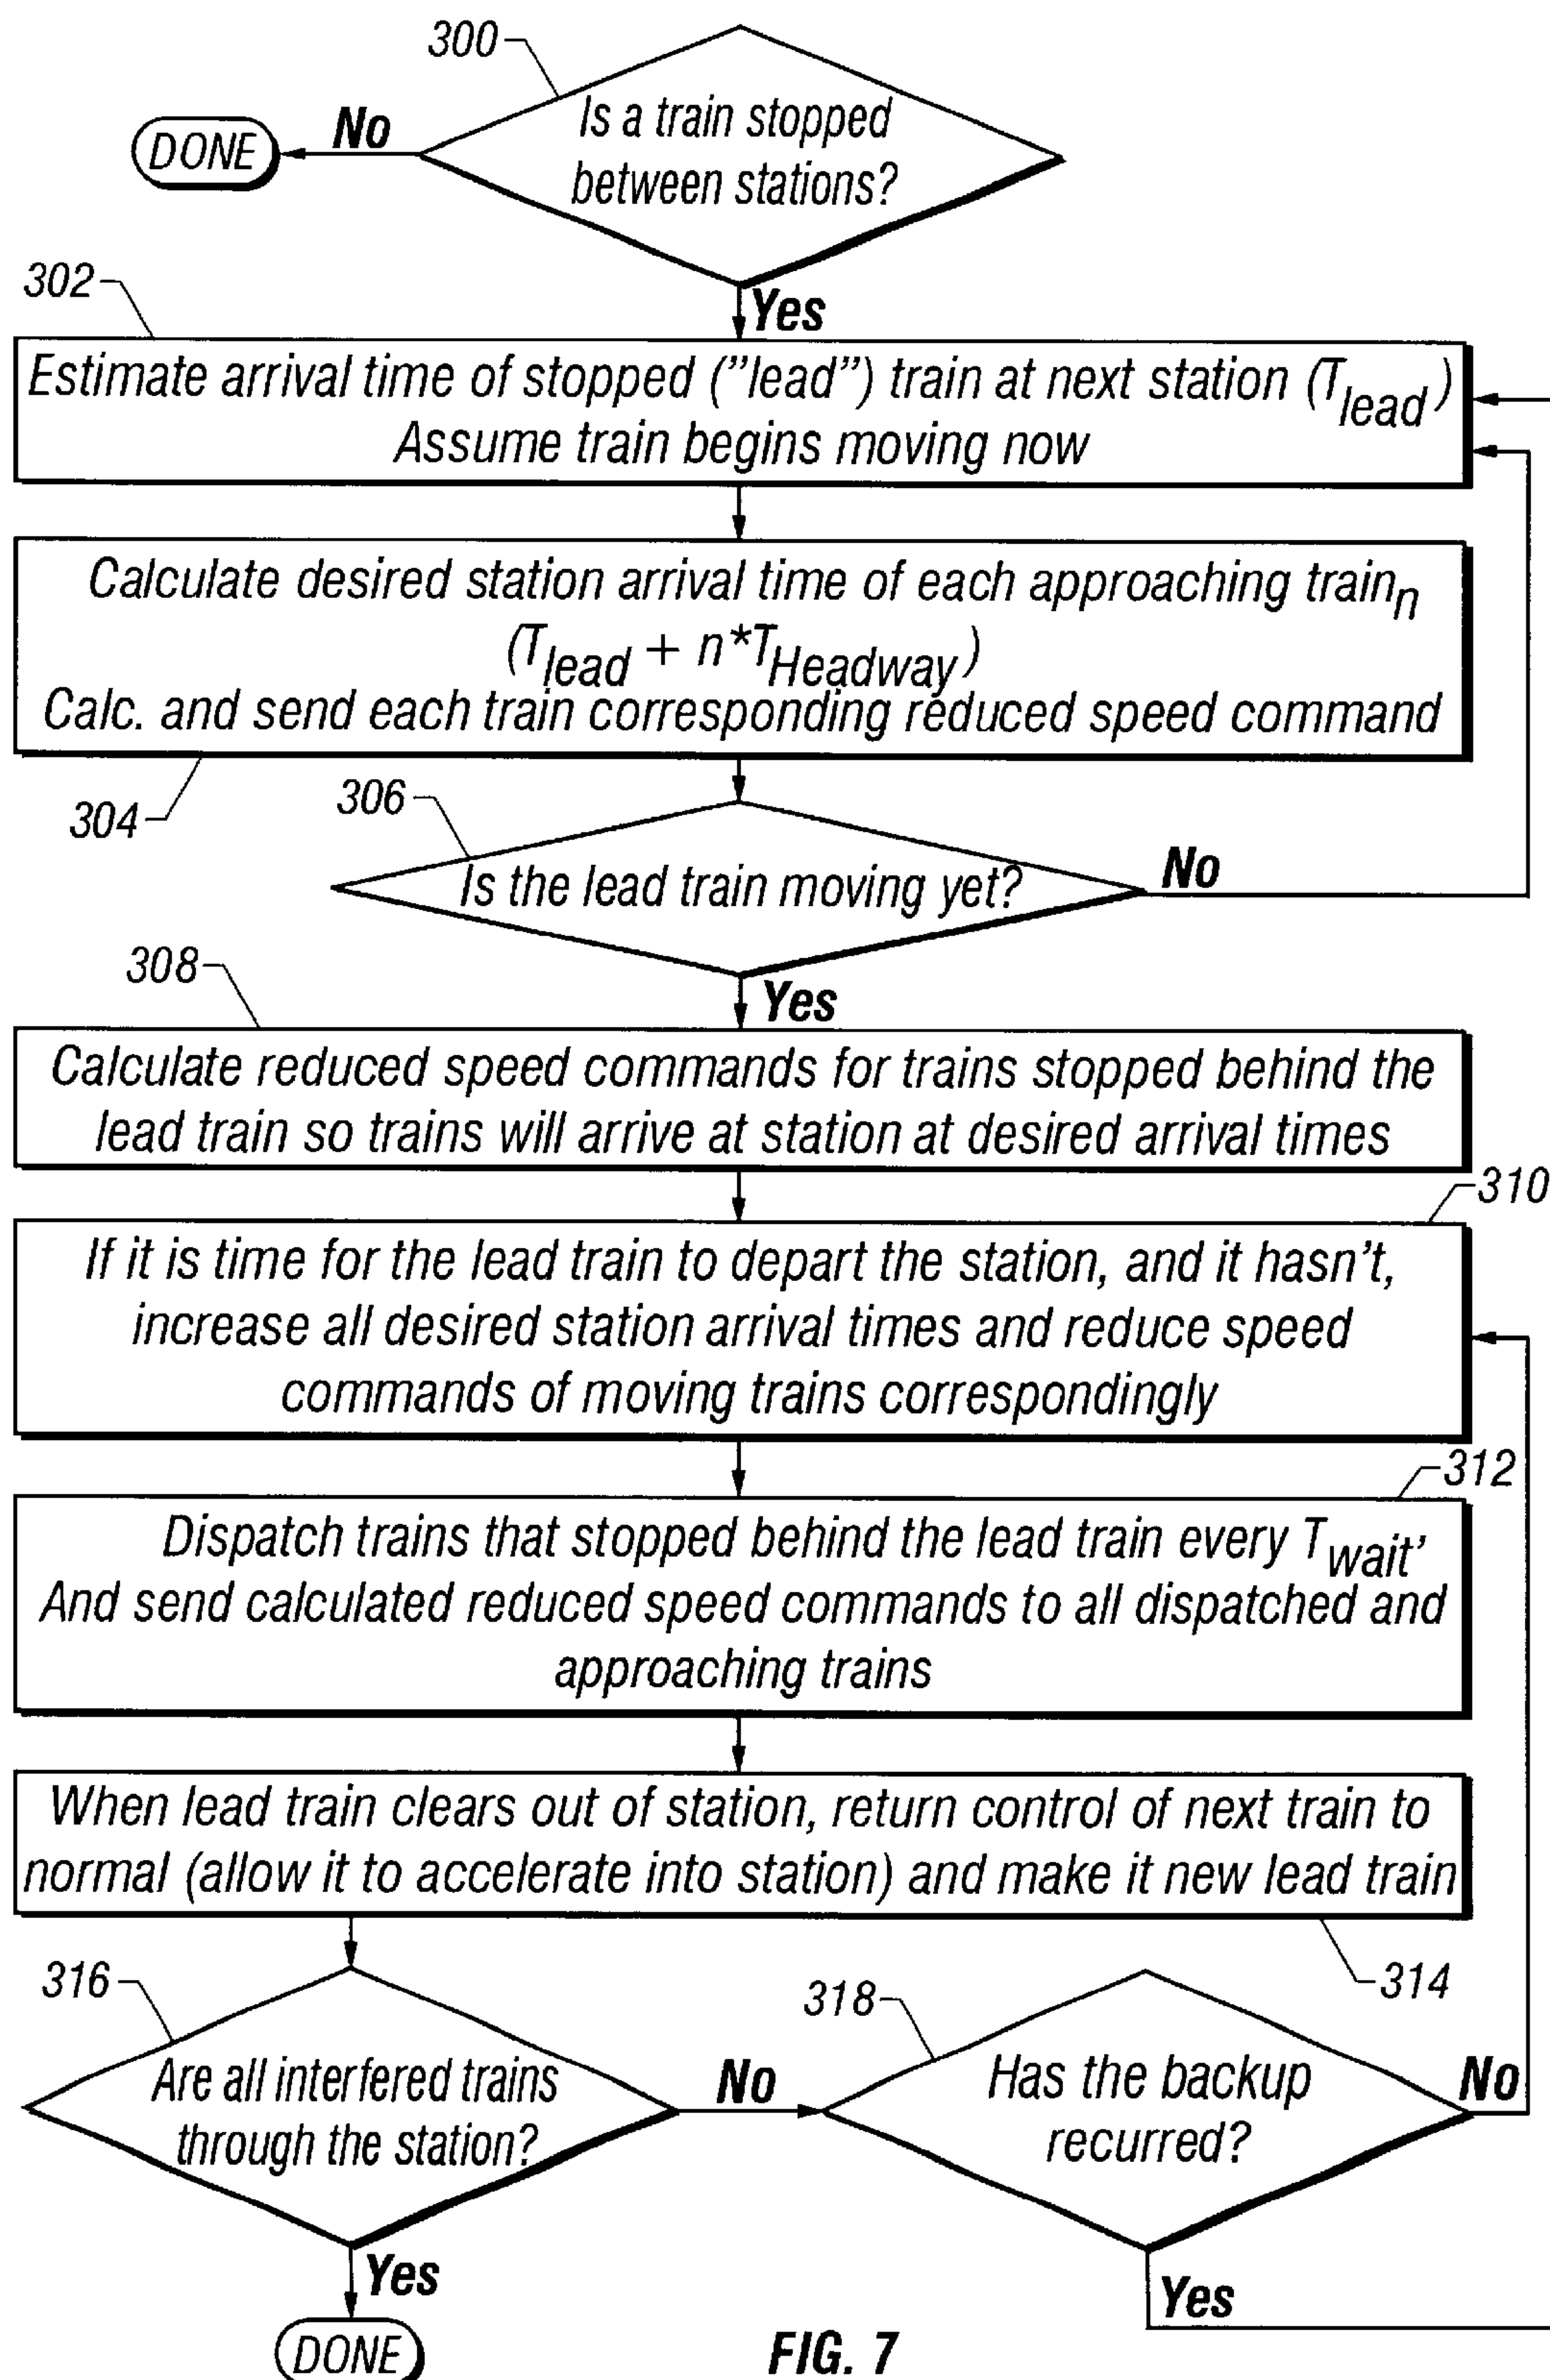 300
Is a train stopped
between stations?
No
DONE
Yes
302
Estimate arrival time of stopped ("lead") train at next station (Tlead)
Assume train begins moving now
Calculate desired station arrival time of each approaching trainn
(Tlead + n*THeadway)
Calc. and send each train corresponding reduced speed command
304
306
Is the lead train moving yet?
No
Yes
308
Calculate reduced speed commands for trains stopped behind the
lead train so trains will arrive at station at desired arrival times
310
If it is time for the lead train to depart the station, and it hasn't,
increase all desired station arrival times and reduce speed
commands of moving trains correspondingly
312
Dispatch trains that stopped behind the lead train every Twait,
And send calculated reduced speed commands to all dispatched and
approaching trains
When lead train clears out of station, return control of next train to
normal (allow it to accelerate into station) and make it new lead train
314
316
Are all interfered trains
through the station?
No
318
Has the backup
recurred?
No
Yes
Yes
DONE
FIG. 7